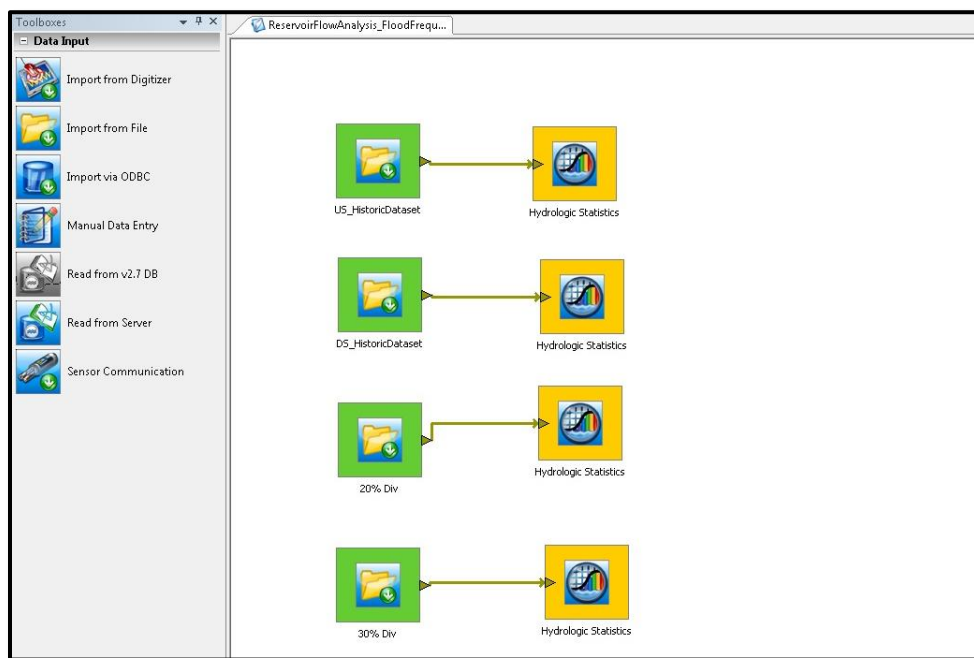 Toolboxes
ReservoirFlowAnalysis_FloodFrequ...
Data Input
Import from Digitizer
Import from File
Import via ODBC
Manual Data Entry
Read from v2.7 DB
Read from Server
Sensor Communication
US_HistoricDataset
Hydrologic Statistics
DS_HistoricDataset
Hydrologic Statistics
20% Div
Hydrologic Statistics
30% Div
Hydrologic Statistics